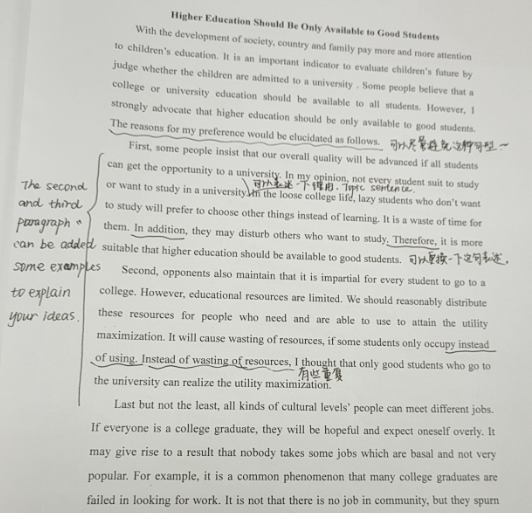 Higher Education Should Be Only Available to Good Students
With the development of society, country and family pay more and more attention
to children's education. It is an important indicator to evaluate children's future by
judge whether the children are admitted to a university . Some people believe that a
college or university education should be available to all students. However, I
strongly advocate that higher education should be only available to good students.
The reasons for my preference would be elucidated as follows. 可以尽量避免这种句型一
First, some people insist that our overall quality will be advanced if all students
can get the opportunity to a university. In my opinion, not every student suit to study
可以表述一下 Topic sentence.
or want to study in a university. In the loose college life, lazy students who don't want
to study will prefer to choose other things instead of learning. It is a waste of time for
them. In addition, they may disturb others who want to study. Therefore, it is more
suitable that higher education should be available to good students. 可以更换一下这句表述。
The second
and third
paragraph
can be added
some examples
to explain
your ideas.
Second, opponents also maintain that it is impartial for every student to go to a
college. However, educational resources are limited. We should reasonably distribute
these resources for people who need and are able to use to attain the utility
maximization. It will cause wasting of resources, if some students only occupy instead
of using. Instead of wasting of resources, I thought that only good students who go to
有些重复
the university can realize the utility maximization.
Last but not the least, all kinds of cultural levels' people can meet different jobs.
If everyone is a college graduate, they will be hopeful and expect oneself overly. It
may give rise to a result that nobody takes some jobs which are basal and not very
popular. For example, it is a common phenomenon that many college graduates are
failed in looking for work. It is not that there is no job in community, but they spurn